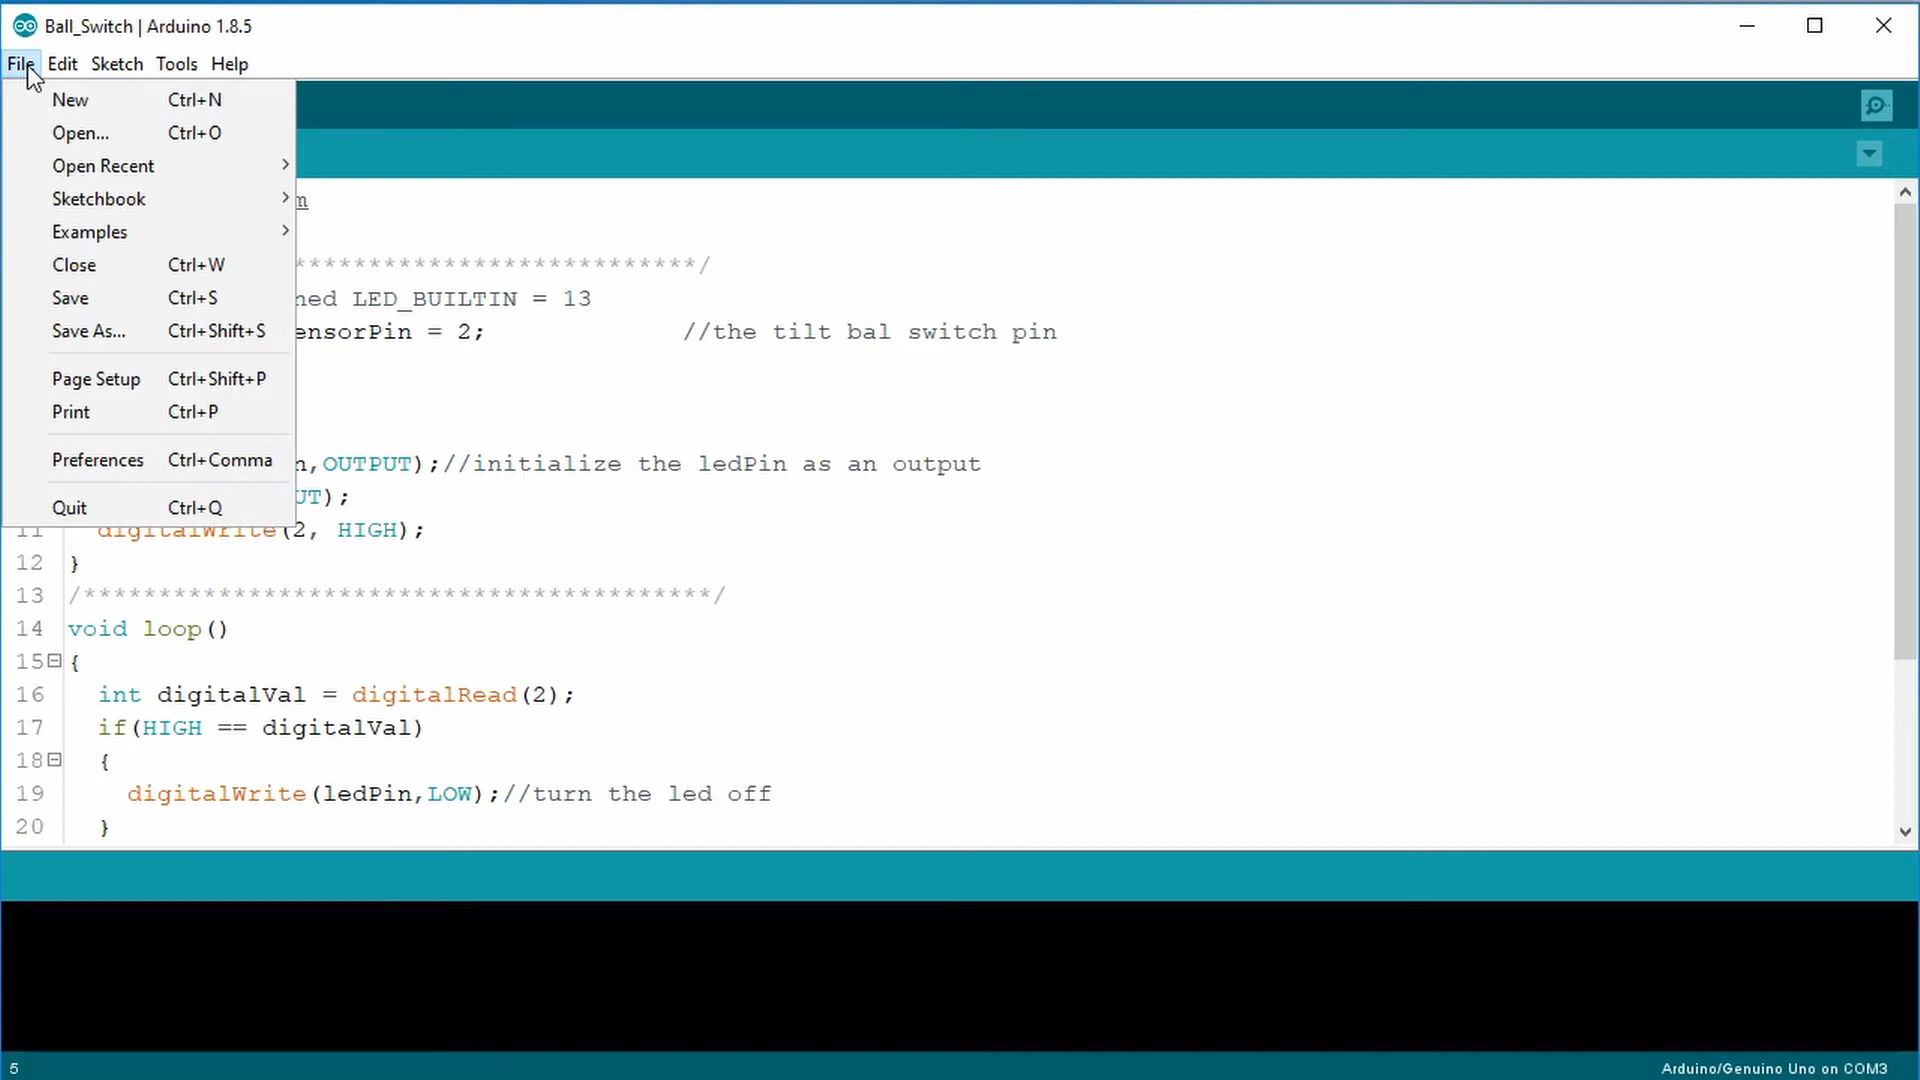 Ball_Switch | Arduino 1.8.5
File Edit Sketch Tools Help
New Ctrl+N
Open... Ctrl+O
Open Recent
Sketchbook
Examples
Close Ctrl+W
Save Ctrl+S
Save As... Ctrl+Shift+S
Page Setup Ctrl+Shift+P
Print Ctrl+P
Preferences Ctrl+Comma
Quit Ctrl+Q
m
****************************/
ned LED_BUILTIN = 13
ensorPin = 2; //the tilt bal switch pin
n,OUTPUT);//initialize the ledPin as an output
UT);
11 digitalWrite(2, HIGH);
12 }
13 /******************************************/
14 void loop()
15 {
16 int digitalVal = digitalRead(2);
17 if(HIGH == digitalVal)
18 {
19 digitalWrite(ledPin,LOW);//turn the led off
20 }
5 Arduino/Genuino Uno on COM3